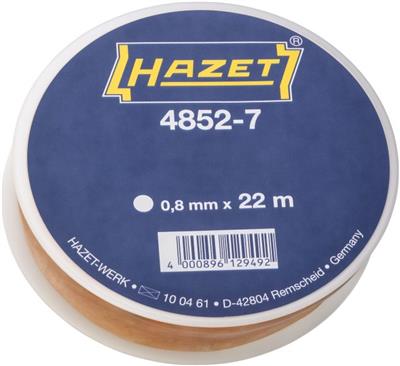 HAZET®
4852-7
0,8 mm x 22 m
4 000896 129492
HAZET-WERK • 10 04 61 • D-42804 Remscheid • Germany